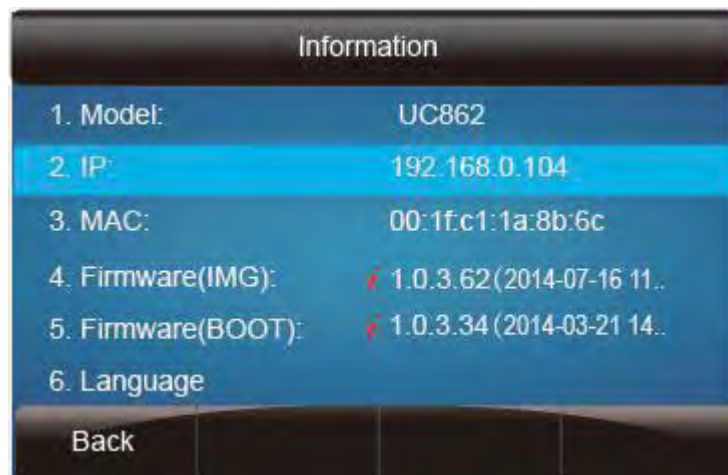 Information
1. Model: UC862
2. IP: 192.168.0.104
3. MAC: 00:1f:c1:1a:8b:6c
4. Firmware(IMG): i 1.0.3.62(2014-07-16 11..
5. Firmware(BOOT): i 1.0.3.34(2014-03-21 14..
6. Language
Back